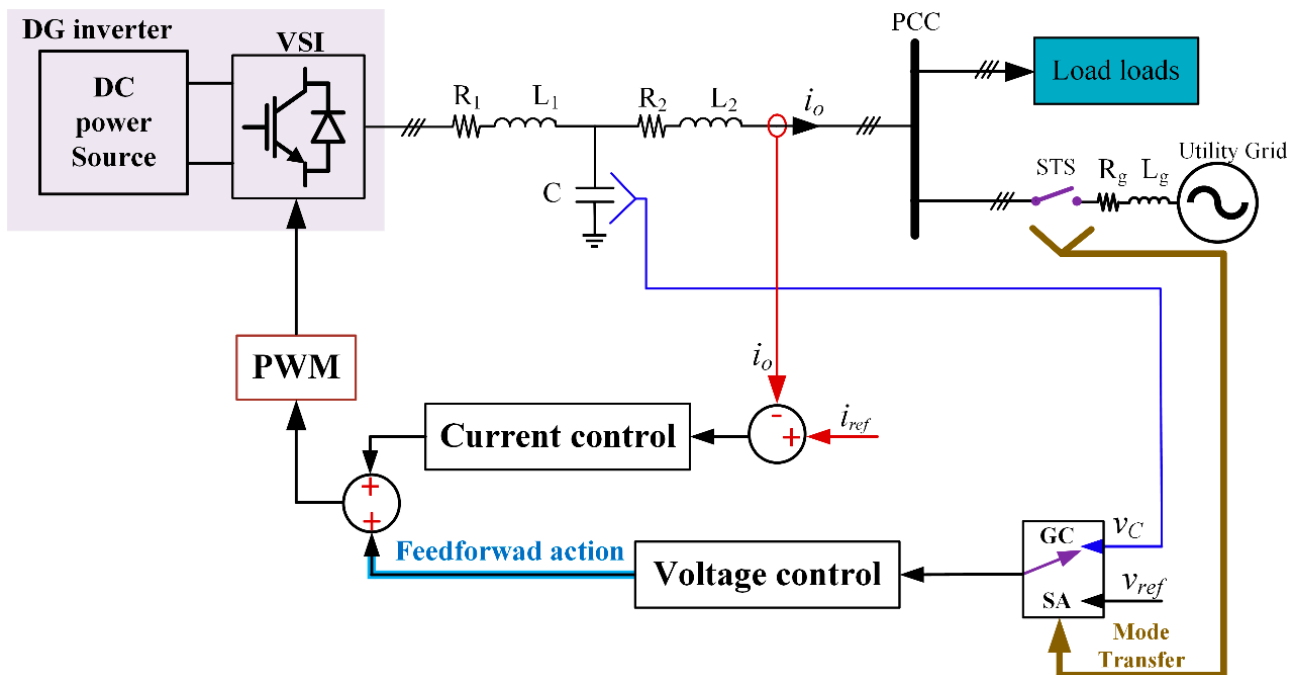 DG inverter
VSI
DC
power
Source
R1
L1
R2
L2
io
C
PCC
Load loads
Utility Grid
STS
Rg
Lg
io
-
+
iref
PWM
Current control
+
+
Feedforwad action
Voltage control
GC
vC
SA
vref
Mode
Transfer